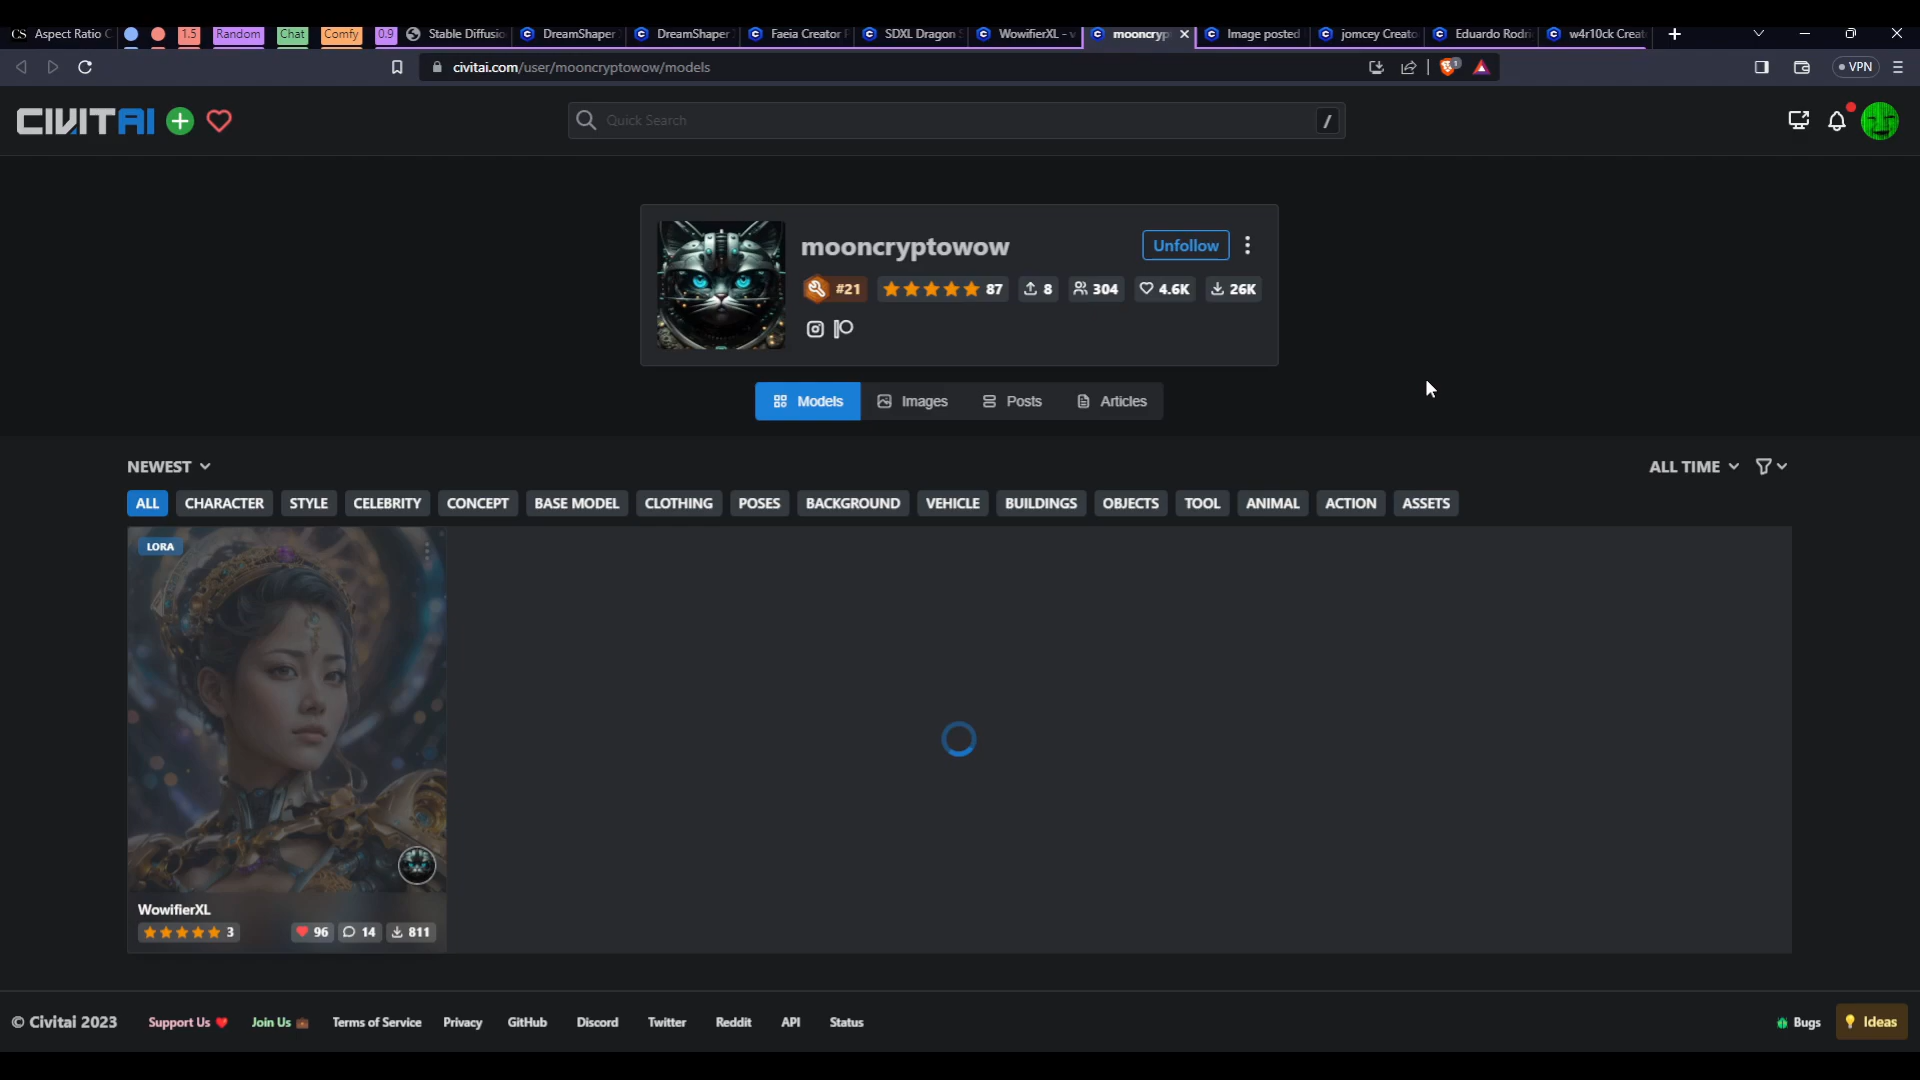 CS Aspect Ratio 1.5 Random Chat Comfy 0.9 Stable Diffusio DreamShaper DreamShaper Faeia Creator SDXL Dragon WowifierXL - mooncryp Image posted jomcey Creato Eduardo Rodri w4r10ck Creat
civitai.com/user/mooncryptowow/models
1
VPN
CIVITAI
Quick Search
/
mooncryptowow
Unfollow
#21 87 8 304 4.6K 26K
Models Images Posts Articles
NEWEST
ALL TIME
ALL CHARACTER STYLE CELEBRITY CONCEPT BASE MODEL CLOTHING POSES BACKGROUND VEHICLE BUILDINGS OBJECTS TOOL ANIMAL ACTION ASSETS
LORA
WowifierXL
3 96 14 811
© Civitai 2023 Support Us Join Us Terms of Service Privacy GitHub Discord Twitter Reddit API Status Bugs Ideas